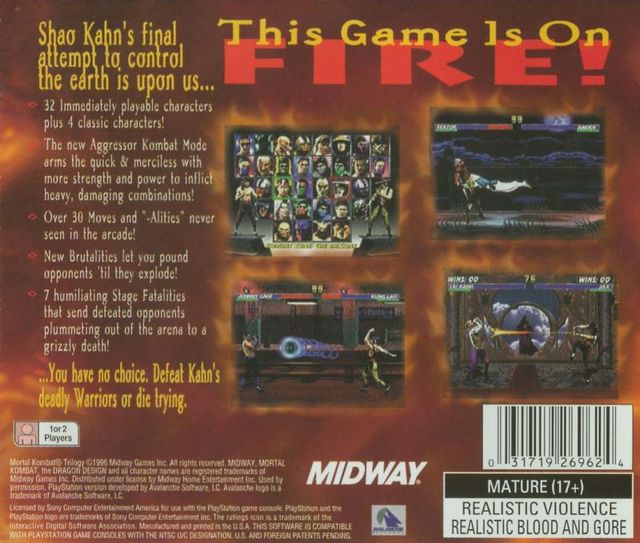 Shao Kahn's final
attempt to control
the earth is upon us...
This Game Is On
FIRE!
32 Immediately playable characters
plus 4 classic characters!
The new Aggressor Kombat Mode
arms the quick & merciless with
more strength and power to inflict
heavy, damaging combinations!
Over 30 Moves and "-Alities" never
seen in the arcade!
New Brutalities let you pound
opponents 'til they explode!
7 humiliating Stage Fatalities
that send defeated opponents
plummeting out of the arena to a
grizzly death!
...You have no choice. Defeat Kahn's
deadly Warriors or die trying.
KOMBAT ZONE: THE BALCONY
99
SEKTOR
RAIDEN
99
JOHNNY CAGE
KUNG LAO
WINS: 00
76
WINS: 00
LIU KANG
JAX
1 or 2
Players
Mortal Kombat® Trilogy ©1996 Midway Games Inc. All rights reserved. MIDWAY, MORTAL
KOMBAT, the DRAGON DESIGN and all character names are registered trademarks of
Midway Games Inc. Distributed under license by Midway Home Entertainment Inc. Used by
permission. PlayStation version developed by Avalanche Software, LC. Avalanche logo is a
trademark of Avalanche Software, LC.
Licensed by Sony Computer Entertainment America for use with the PlayStation game console. PlayStation and the
PlayStation logo are trademarks of Sony Computer Entertainment Inc. The ratings icon is a trademark of the
Interactive Digital Software Association. Manufactured and printed in the U.S.A. THIS SOFTWARE IS COMPATIBLE
WITH PLAYSTATION GAME CONSOLES WITH THE NTSC U/C DESIGNATION. U.S. AND FOREIGN PATENTS PENDING.
MIDWAY®
AVALANCHE
0 31719 26962 4
MATURE (17+)
REALISTIC VIOLENCE
REALISTIC BLOOD AND GORE